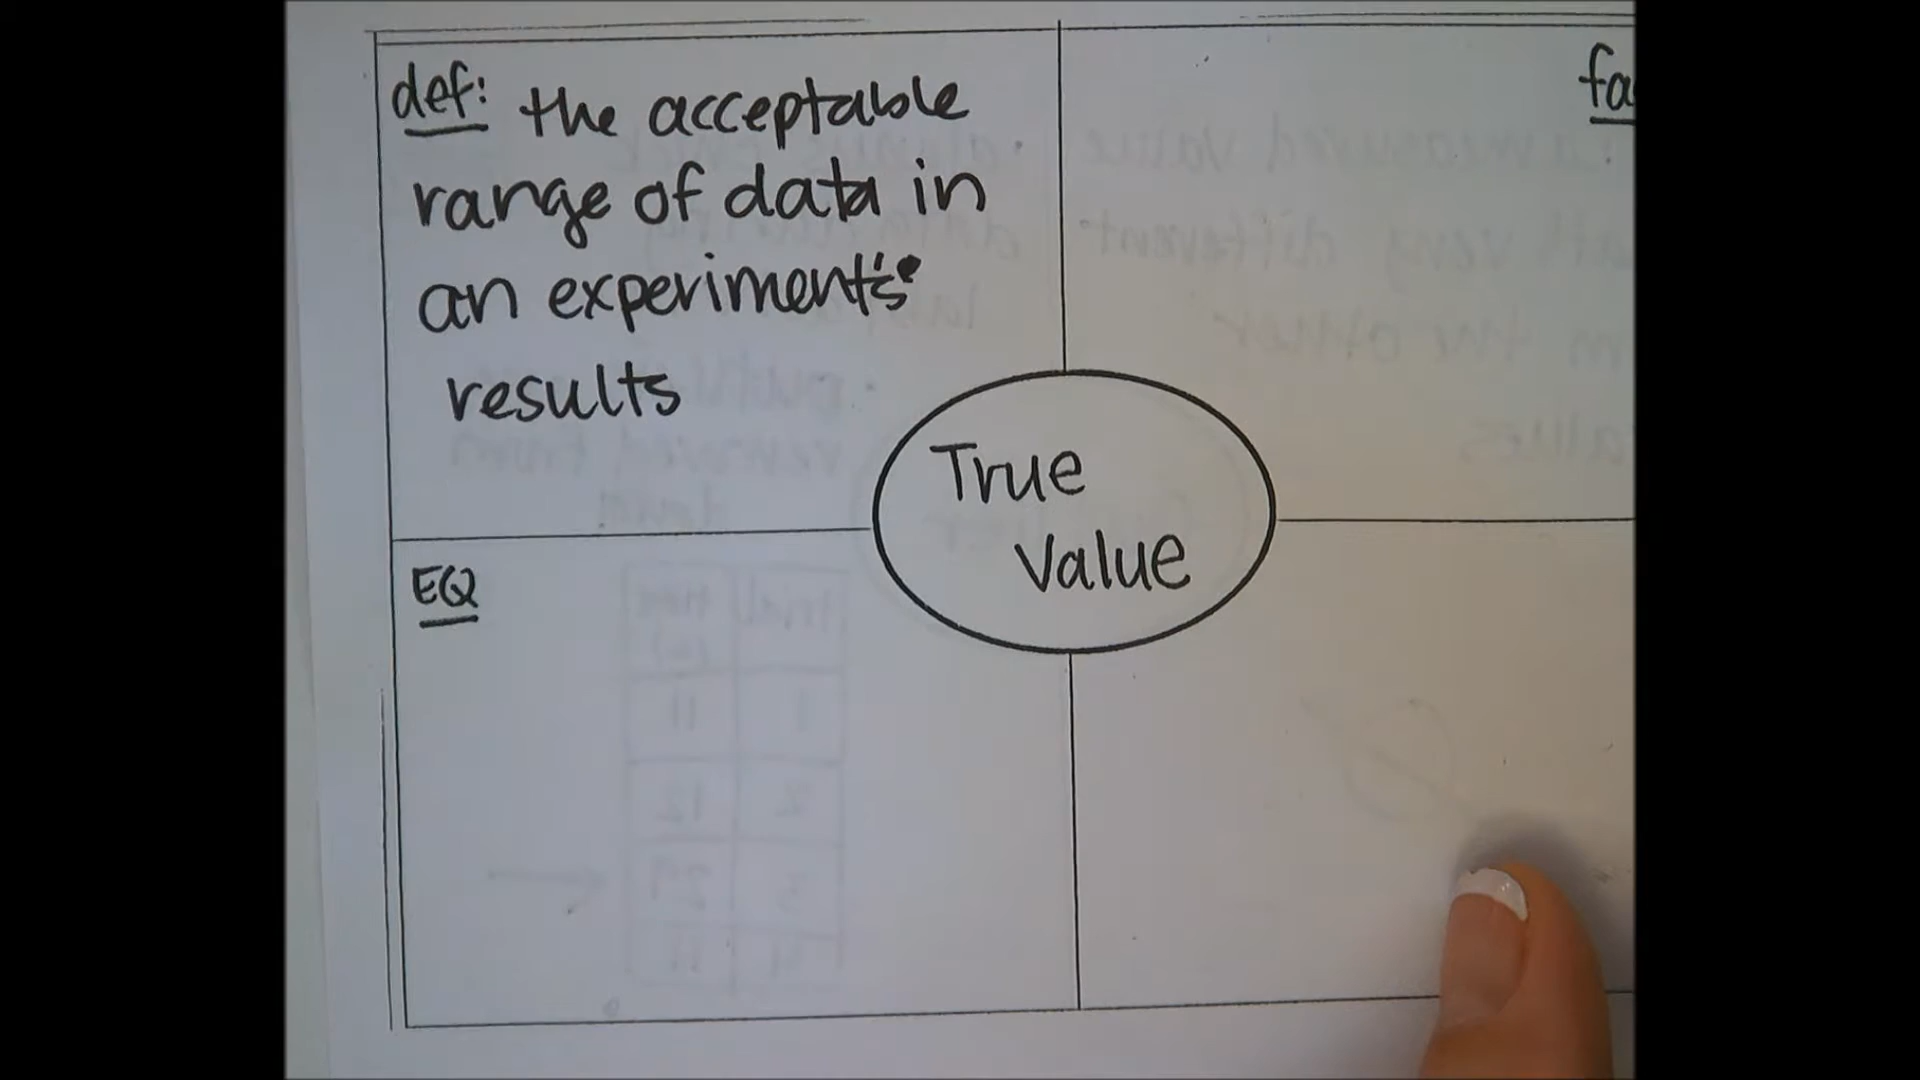 def: the acceptable
range of data in
an experiment's
results
fa
True
Value
EQ